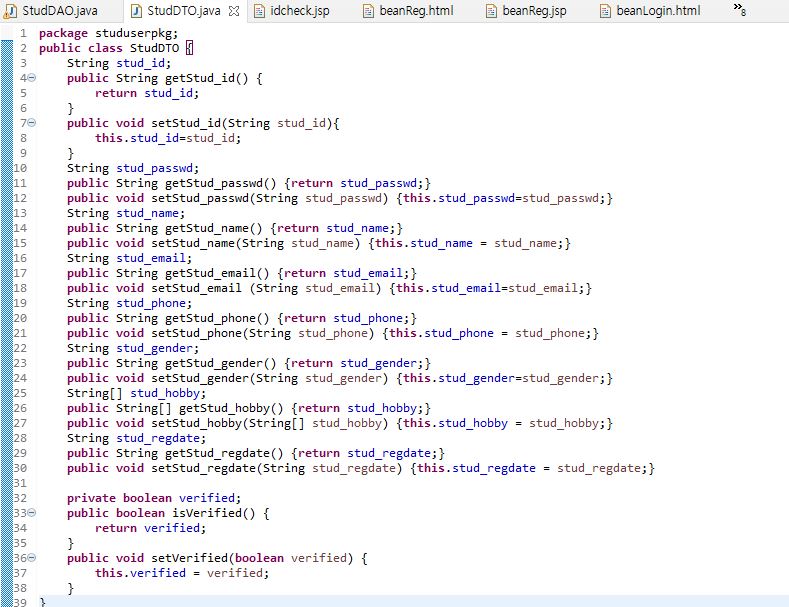 StudDAO.java StudDTO.java idcheck.jsp beanReg.html beanReg.jsp beanLogin.html »8
1 package studuserpkg;
2 public class StudDTO {
3 String stud_id;
4 public String getStud_id() {
5 return stud_id;
6 }
7 public void setStud_id(String stud_id){
8 this.stud_id=stud_id;
9 }
10 String stud_passwd;
11 public String getStud_passwd() {return stud_passwd;}
12 public void setStud_passwd(String stud_passwd) {this.stud_passwd=stud_passwd;}
13 String stud_name;
14 public String getStud_name() {return stud_name;}
15 public void setStud_name(String stud_name) {this.stud_name = stud_name;}
16 String stud_email;
17 public String getStud_email() {return stud_email;}
18 public void setStud_email (String stud_email) {this.stud_email=stud_email;}
19 String stud_phone;
20 public String getStud_phone() {return stud_phone;}
21 public void setStud_phone(String stud_phone) {this.stud_phone = stud_phone;}
22 String stud_gender;
23 public String getStud_gender() {return stud_gender;}
24 public void setStud_gender(String stud_gender) {this.stud_gender=stud_gender;}
25 String[] stud_hobby;
26 public String[] getStud_hobby() {return stud_hobby;}
27 public void setStud_hobby(String[] stud_hobby) {this.stud_hobby = stud_hobby;}
28 String stud_regdate;
29 public String getStud_regdate() {return stud_regdate;}
30 public void setStud_regdate(String stud_regdate) {this.stud_regdate = stud_regdate;}
31
32 private boolean verified;
33 public boolean isVerified() {
34 return verified;
35 }
36 public void setVerified(boolean verified) {
37 this.verified = verified;
38 }
39 }